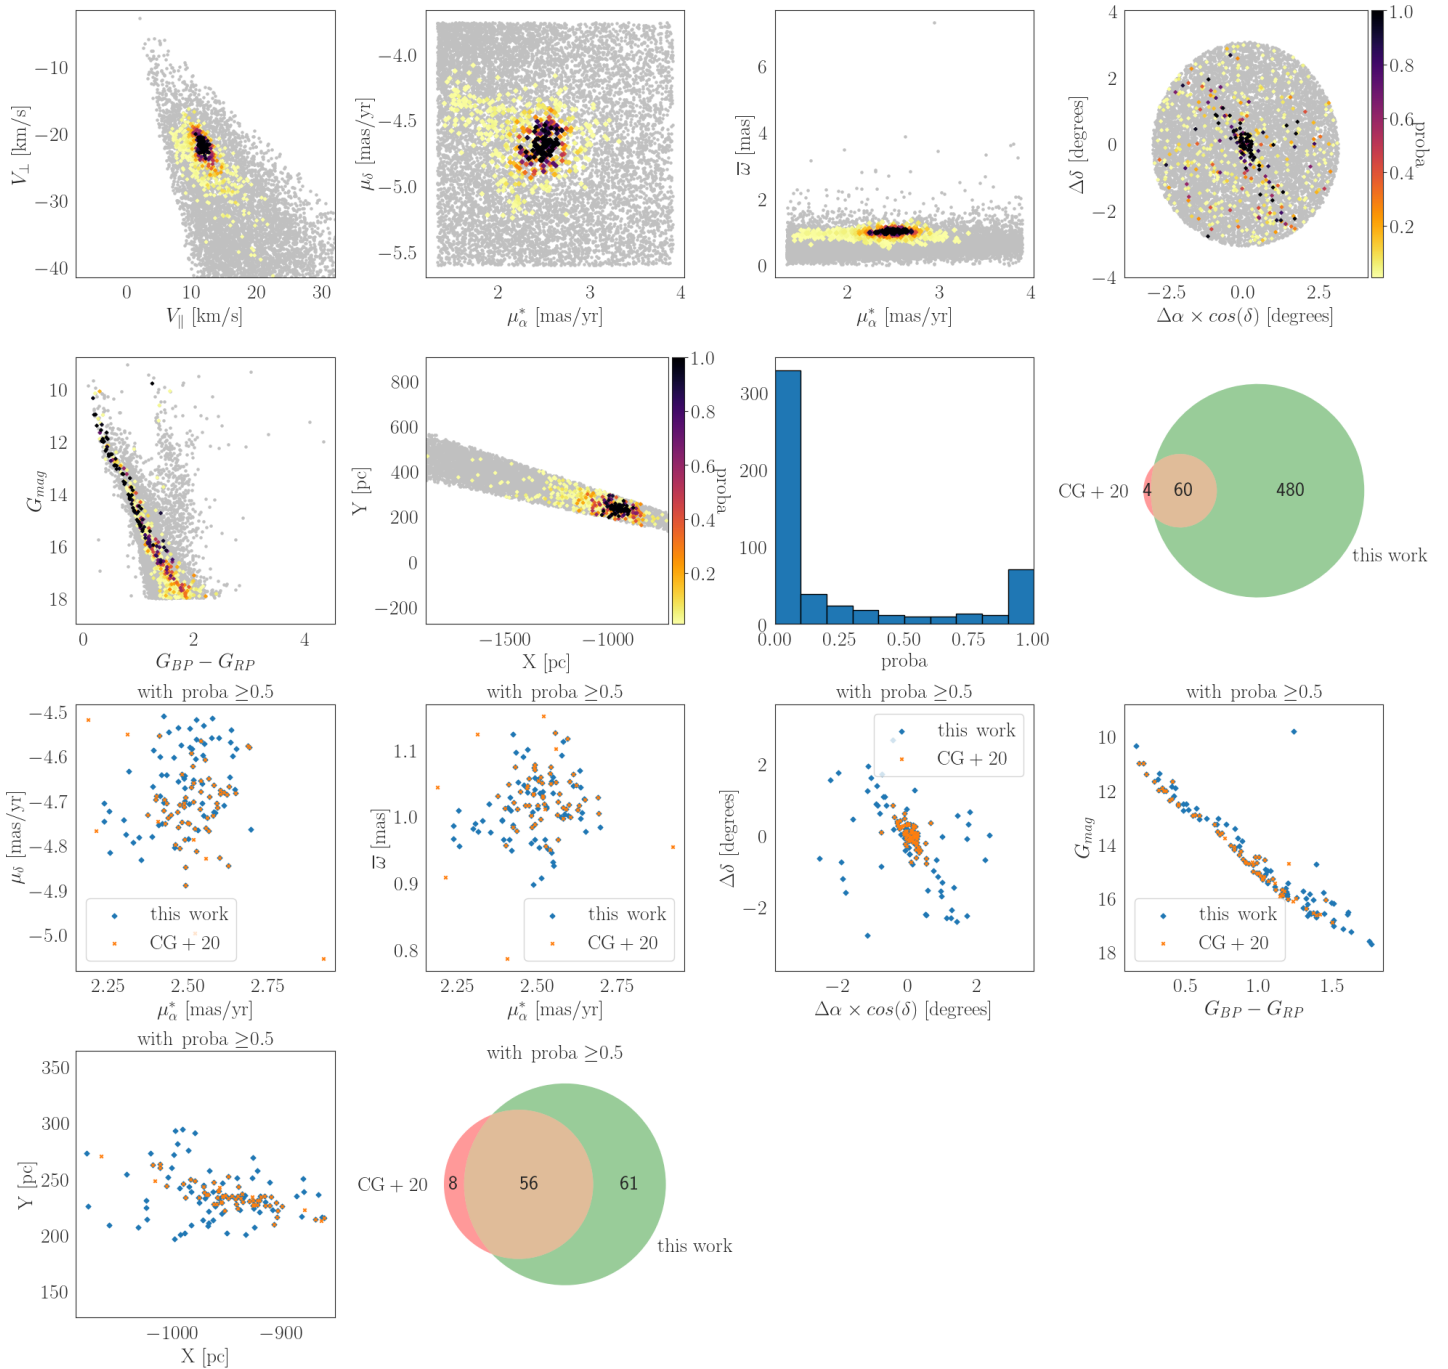 −10
−20
−30
−40
0
10
20
30
V⊥ [km/s]
V∥ [km/s]
−4.0
−4.5
−5.0
−5.5
2
3
4
μδ [mas/yr]
μ*α [mas/yr]
6
4
2
0
2
3
4
ϖ [mas]
μ*α [mas/yr]
4
2
0
−2
−4
−2.5
0.0
2.5
Δδ [degrees]
Δα × cos(δ) [degrees]
1.0
0.8
0.6
0.4
0.2
proba
10
12
14
16
18
0
2
4
Gmag
GBP − GRP
800
600
400
200
0
−200
−1500
−1000
Y [pc]
X [pc]
1.0
0.8
0.6
0.4
0.2
proba
300
200
100
0
0.00
0.25
0.50
0.75
1.00
proba
CG + 20
4
60
480
this work
with proba ≥0.5
−4.5
−4.6
−4.7
−4.8
−4.9
−5.0
2.25
2.50
2.75
μδ [mas/yr]
μ*α [mas/yr]
this work
CG + 20
with proba ≥0.5
1.1
1.0
0.9
0.8
2.25
2.50
2.75
ϖ [mas]
μ*α [mas/yr]
this work
CG + 20
with proba ≥0.5
2
0
−2
−2
0
2
Δδ [degrees]
Δα × cos(δ) [degrees]
this work
CG + 20
with proba ≥0.5
10
12
14
16
18
0.5
1.0
1.5
Gmag
GBP − GRP
this work
CG + 20
with proba ≥0.5
350
300
250
200
150
−1000
−900
Y [pc]
X [pc]
with proba ≥0.5
CG + 20
8
56
61
this work